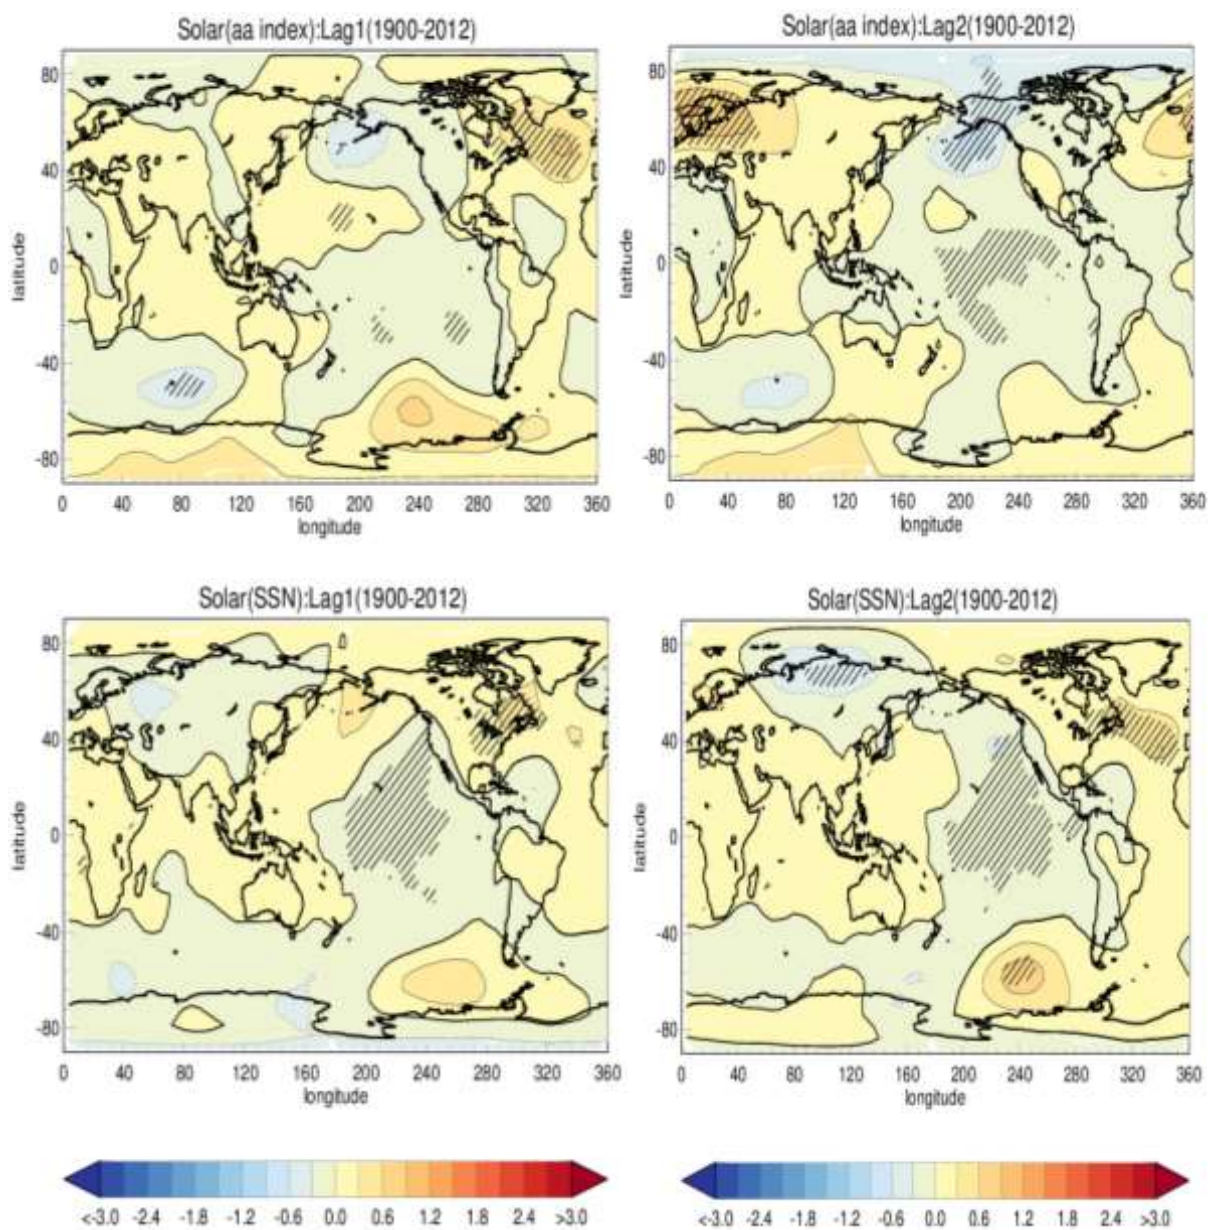 Solar(aa index):Lag1(1900-2012)
Solar(aa index):Lag2(1900-2012)
latitude
80
40
0
-40
-80
0 40 80 120 160 200 240 280 320 360
longitude
latitude
80
40
0
-40
-80
0 40 80 120 160 200 240 280 320 360
longitude
Solar(SSN):Lag1(1900-2012)
Solar(SSN):Lag2(1900-2012)
latitude
80
40
0
-40
-80
0 40 80 120 160 200 240 280 320 360
longitude
latitude
80
40
0
-40
-80
0 40 80 120 160 200 240 280 320 360
longitude
<-3.0 -2.4 -1.8 -1.2 -0.6 0.0 0.6 1.2 1.8 2.4 >3.0
<-3.0 -2.4 -1.8 -1.2 -0.6 0.0 0.6 1.2 1.8 2.4 >3.0